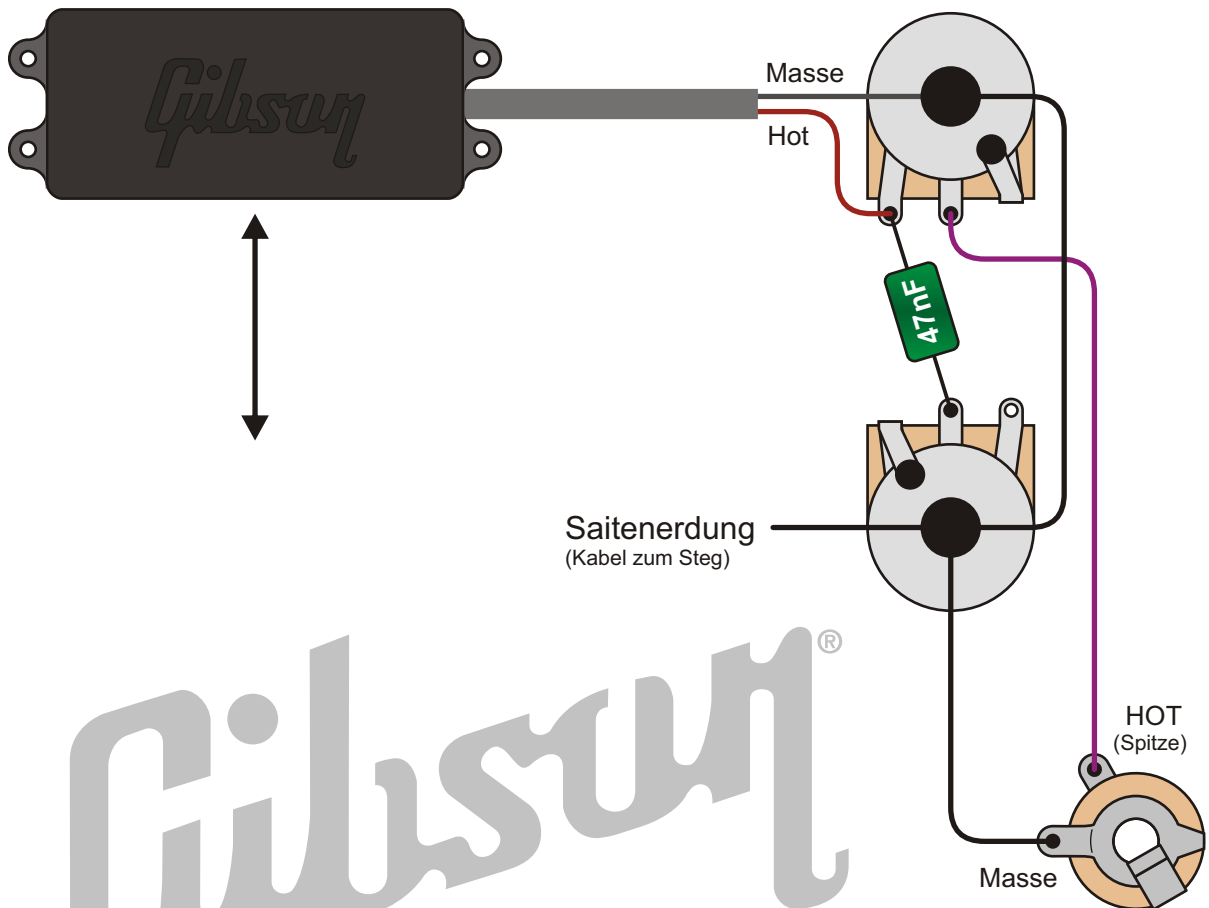 Gibson
Masse
Hot
47nF
Saitenerdung
(Kabel zum Steg)
Gibson®
HOT
(Spitze)
Masse